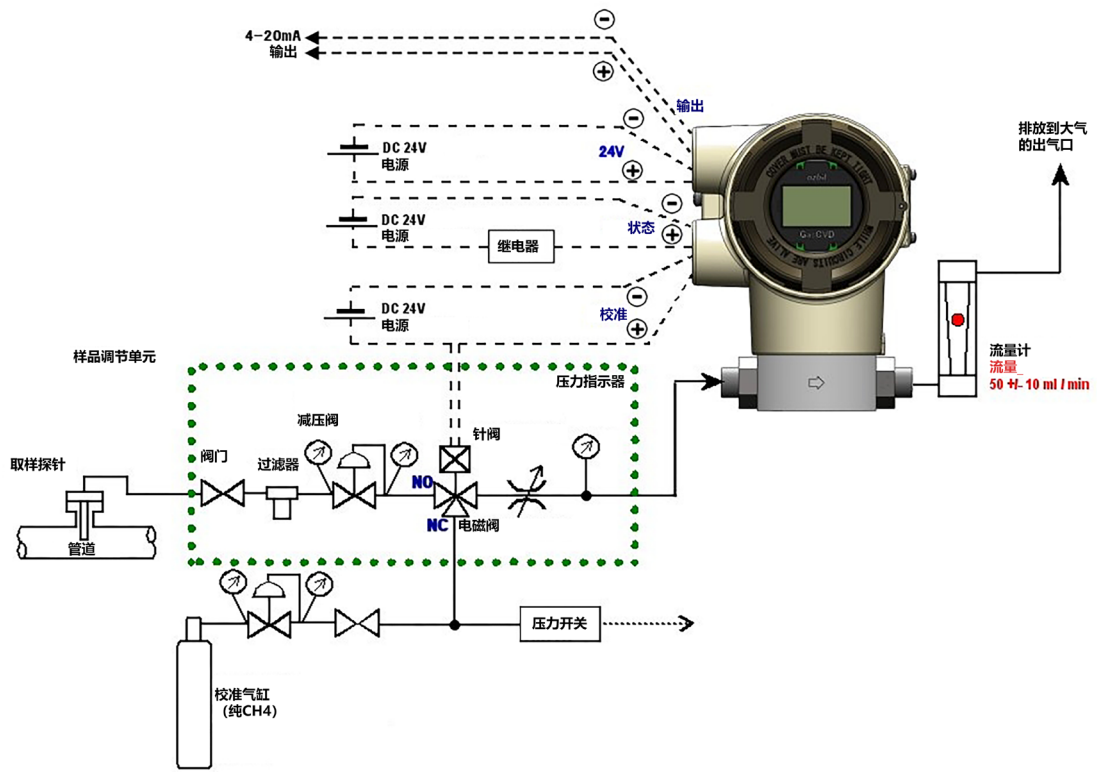 4-20mA
输出
输出
排放到大气
的出气口
DC 24V
电源
24V
DC 24V
电源
状态
继电器
DC 24V
电源
校准
COVER MUST BE KEPT TIGHT
azbil
Gas CVD
WHILE CIRCUITS ARE ALIVE
样品调节单元
压力指示器
流量计
流量_
50 +/- 10 ml / min
减压阀
针阀
取样探针
阀门
过滤器
NO
NC
电磁阀
管道
压力开关
校准气缸
（纯CH4）